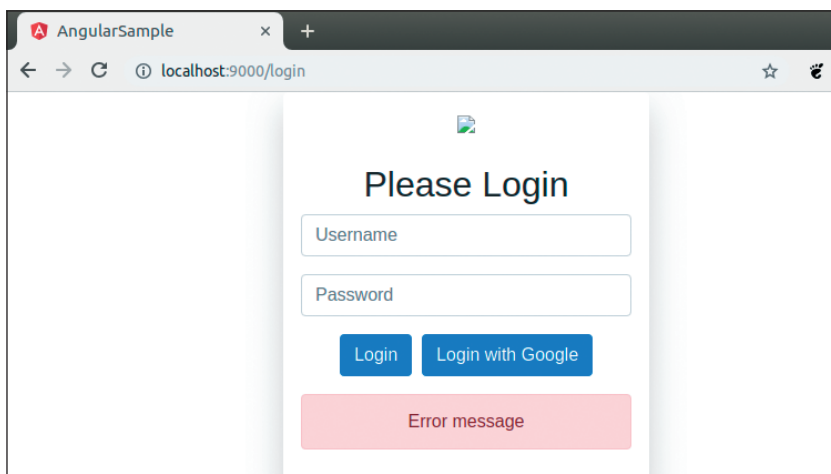 AngularSample
localhost:9000/login
Please Login
Username
Password
Login
Login with Google
Error message